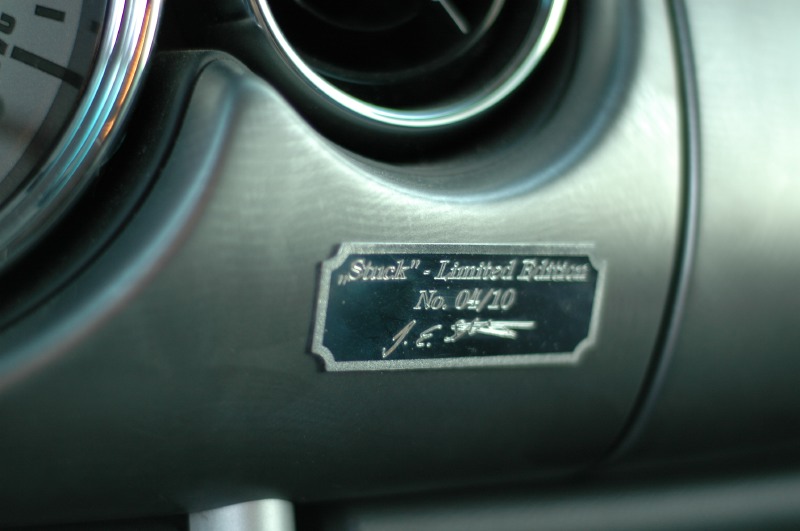 „Stuck" - Limited Edition
No. 04/10